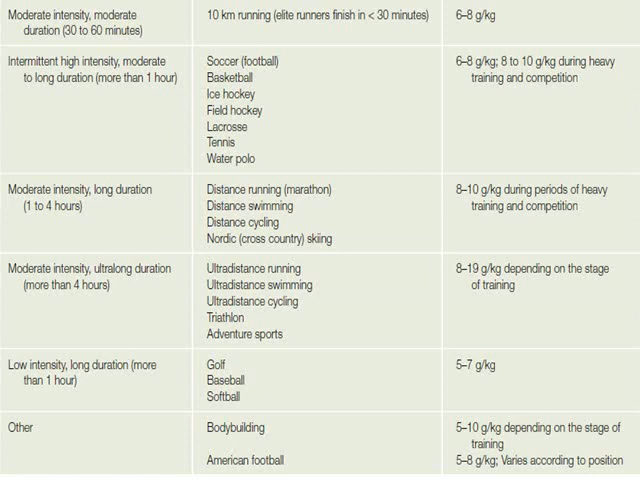 Moderate intensity, moderate
duration (30 to 60 minutes)
10 km running (elite runners finish in < 30 minutes)
6–8 g/kg
Intermittent high intensity, moderate
to long duration (more than 1 hour)
Soccer (football)
Basketball
Ice hockey
Field hockey
Lacrosse
Tennis
Water polo
6–8 g/kg; 8 to 10 g/kg during heavy
training and competition
Moderate intensity, long duration
(1 to 4 hours)
Distance running (marathon)
Distance swimming
Distance cycling
Nordic (cross country) skiing
8–10 g/kg during periods of heavy
training and competition
Moderate intensity, ultralong duration
(more than 4 hours)
Ultradistance running
Ultradistance swimming
Ultradistance cycling
Triathlon
Adventure sports
8–19 g/kg depending on the stage
of training
Low intensity, long duration (more
than 1 hour)
Golf
Baseball
Softball
5–7 g/kg
Other
Bodybuilding
5–10 g/kg depending on the stage of
training
American football
5–8 g/kg; Varies according to position